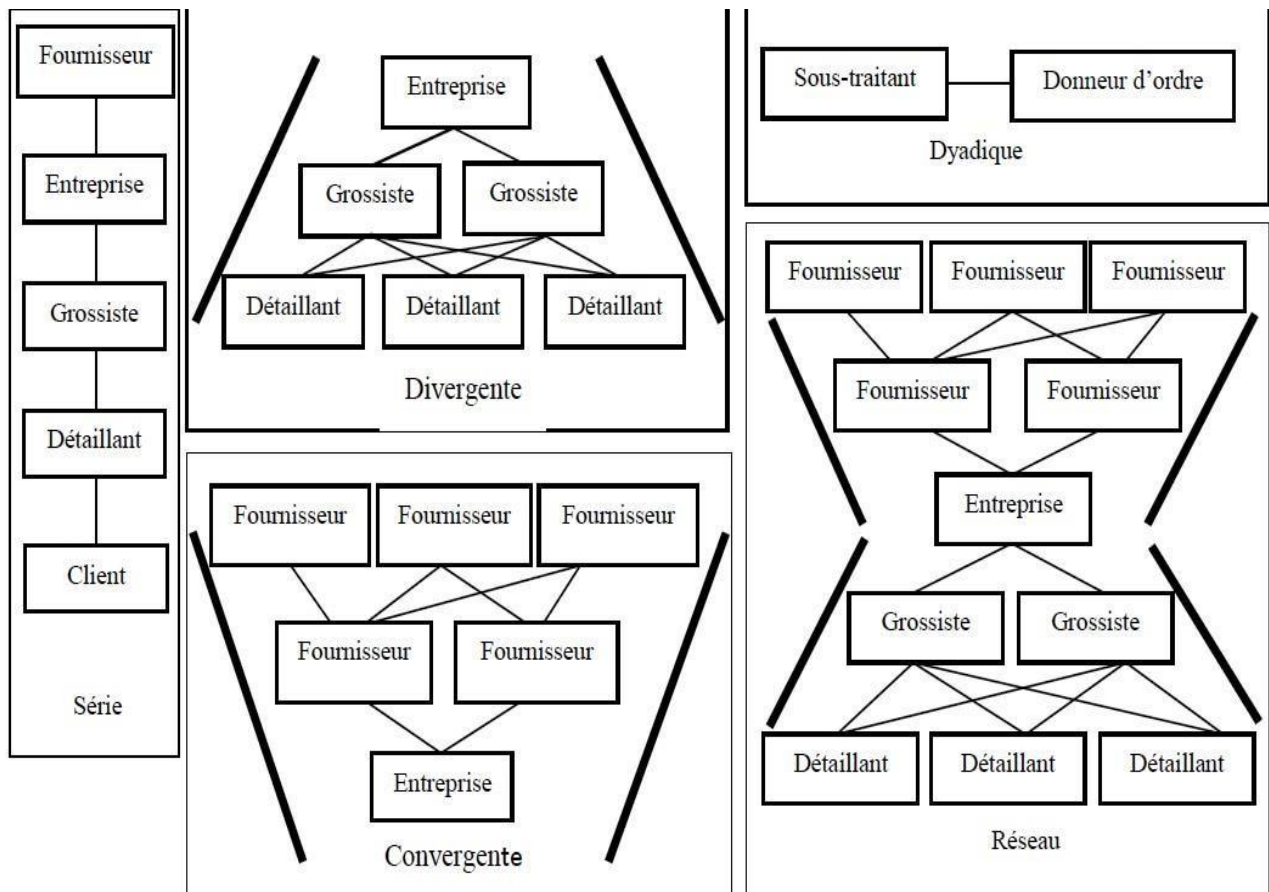 Fournisseur
Entreprise
Grossiste
Détaillant
Client
Série
Entreprise
Grossiste Grossiste
Détaillant Détaillant Détaillant
Divergente
Sous-traitant Donneur d’ordre
Dyadique
Fournisseur Fournisseur Fournisseur
Fournisseur Fournisseur
Entreprise
Convergente
Fournisseur Fournisseur Fournisseur
Fournisseur Fournisseur
Entreprise
Grossiste Grossiste
Détaillant Détaillant Détaillant
Réseau